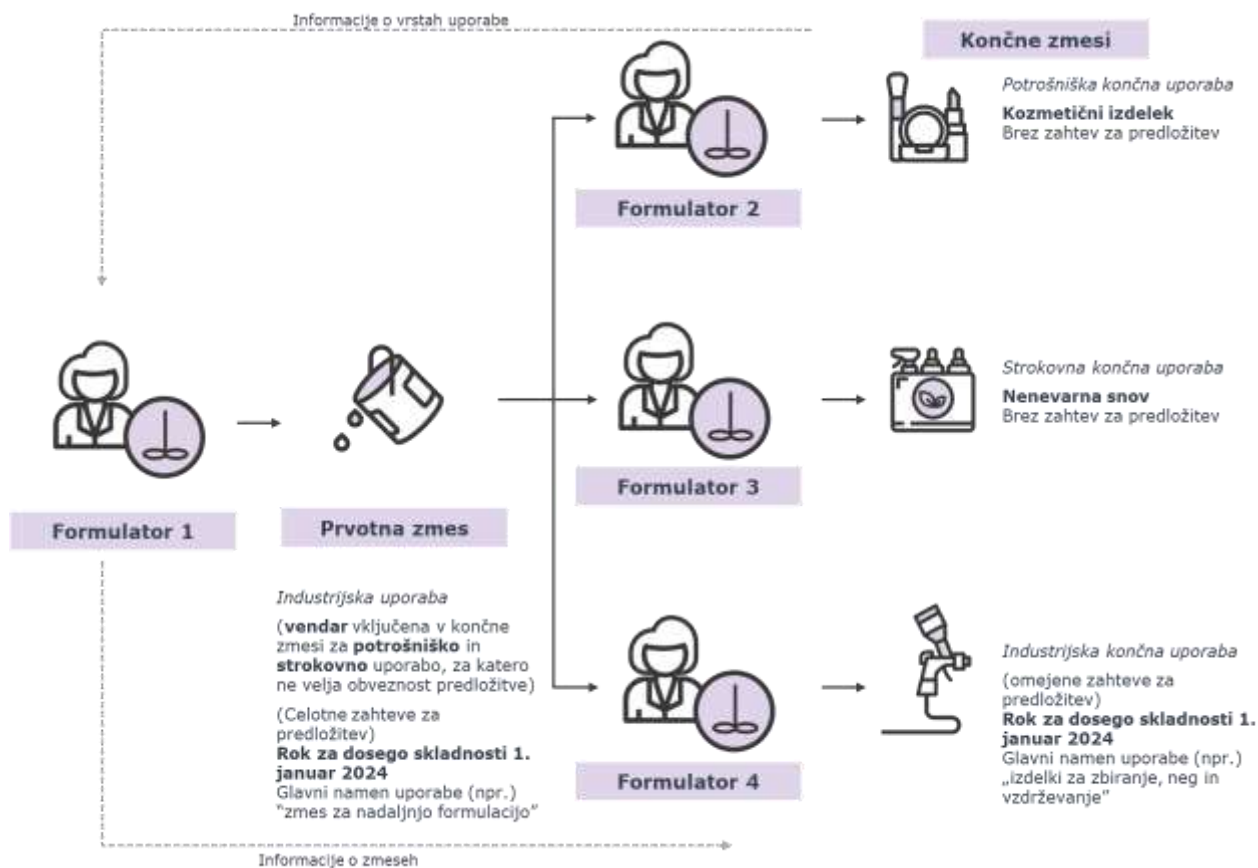 Informacije o vrstah uporabe
Končne zmesi
Potrošniška končna uporaba
Kozmetični izdelek
Brez zahtev za predložitev
Formulator 2
Strokovna končna uporaba
Nenevarna snov
Brez zahtev za predložitev
Formulator 3
Formulator 1
Prvotna zmes
Industrijska uporaba
(vendar vključena v končne
zmesi za potrošniško in
strokovno uporabo, za katero
ne velja obveznost predložitve)
(Celotne zahteve za
predložitev)
Rok za dosego skladnosti 1.
januar 2024
Glavni namen uporabe (npr.)
"zmes za nadaljnjo formulacijo"
Formulator 4
Industrijska končna uporaba
(omejene zahteve za
predložitev)
Rok za dosego skladnosti 1.
januar 2024
Glavni namen uporabe (npr.)
„izdelki za zbiranje, neg in
vzdrževanje"
Informacije o zmeseh